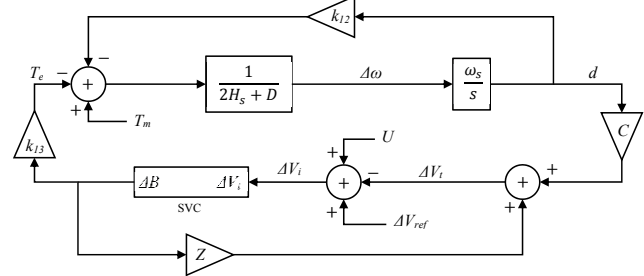 k12
−
Te
−
+
+
Tm
1
2Hs + D
Δω
ωs
s
d
C
k13
ΔB ΔVi
SVC
ΔVi
U
+
−
+
+
ΔVref
ΔVt
+
+
+
Z